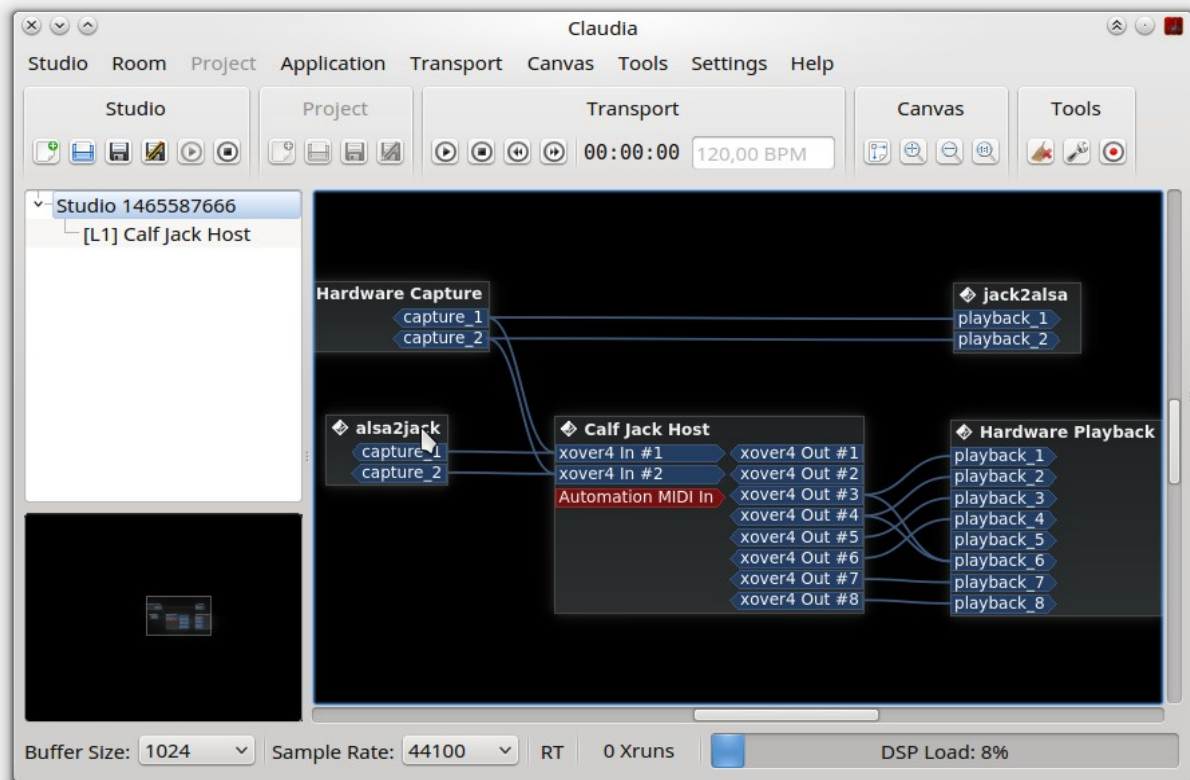 Claudia
Studio Room Project Application Transport Canvas Tools Settings Help
Studio Project Transport Canvas Tools
00:00:00 120,00 BPM
Studio 1465587666
[L1] Calf Jack Host
Hardware Capture
capture_1
capture_2
jack2alsa
playback_1
playback_2
alsa2jack
capture_1
capture_2
Calf Jack Host
xover4 In #1 xover4 Out #1
xover4 In #2 xover4 Out #2
Automation MIDI In xover4 Out #3
xover4 Out #4
xover4 Out #5
xover4 Out #6
xover4 Out #7
xover4 Out #8
Hardware Playback
playback_1
playback_2
playback_3
playback_4
playback_5
playback_6
playback_7
playback_8
Buffer Size: 1024 Sample Rate: 44100 RT 0 Xruns DSP Load: 8%